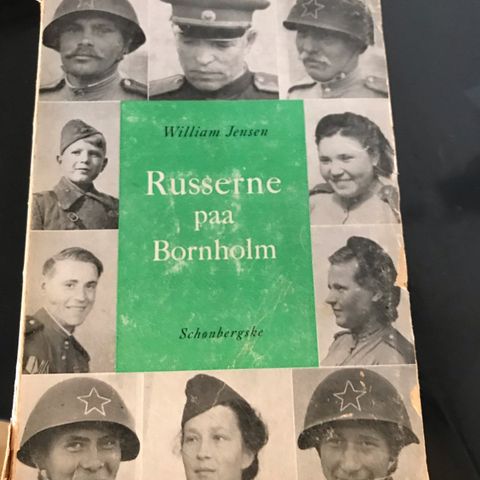 William Jensen
Russerne
paa
Bornholm
Schønbergske